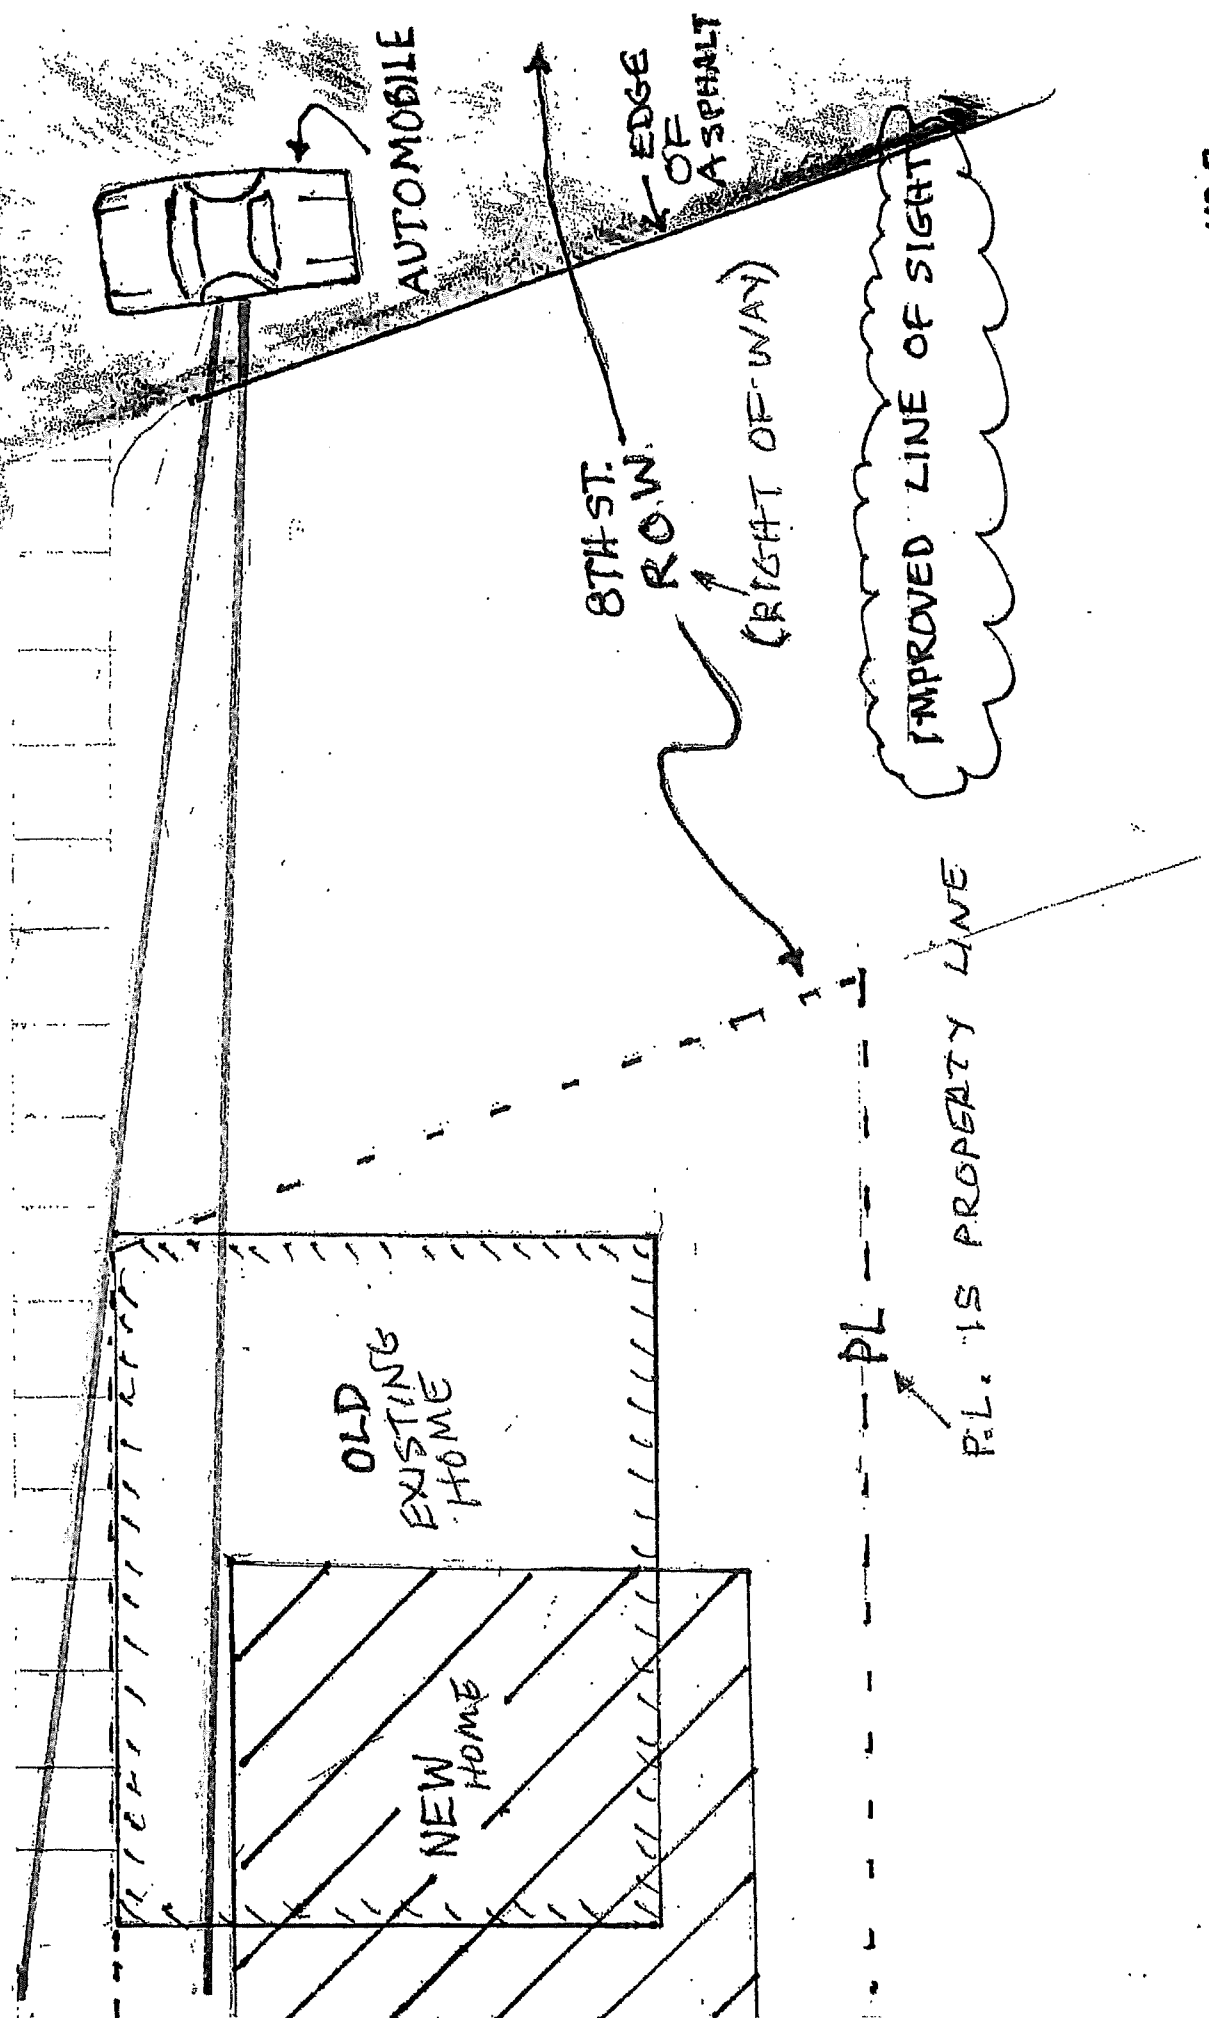 AUTOMOBILE
EDGE
OF
ASPHALT
8TH ST.
R.O.W.
(RIGHT OF WAY)
IMPROVED LINE OF SIGHT
OLD
EXISTING
HOME
NEW
HOME
PL
P.L. IS PROPERTY LINE